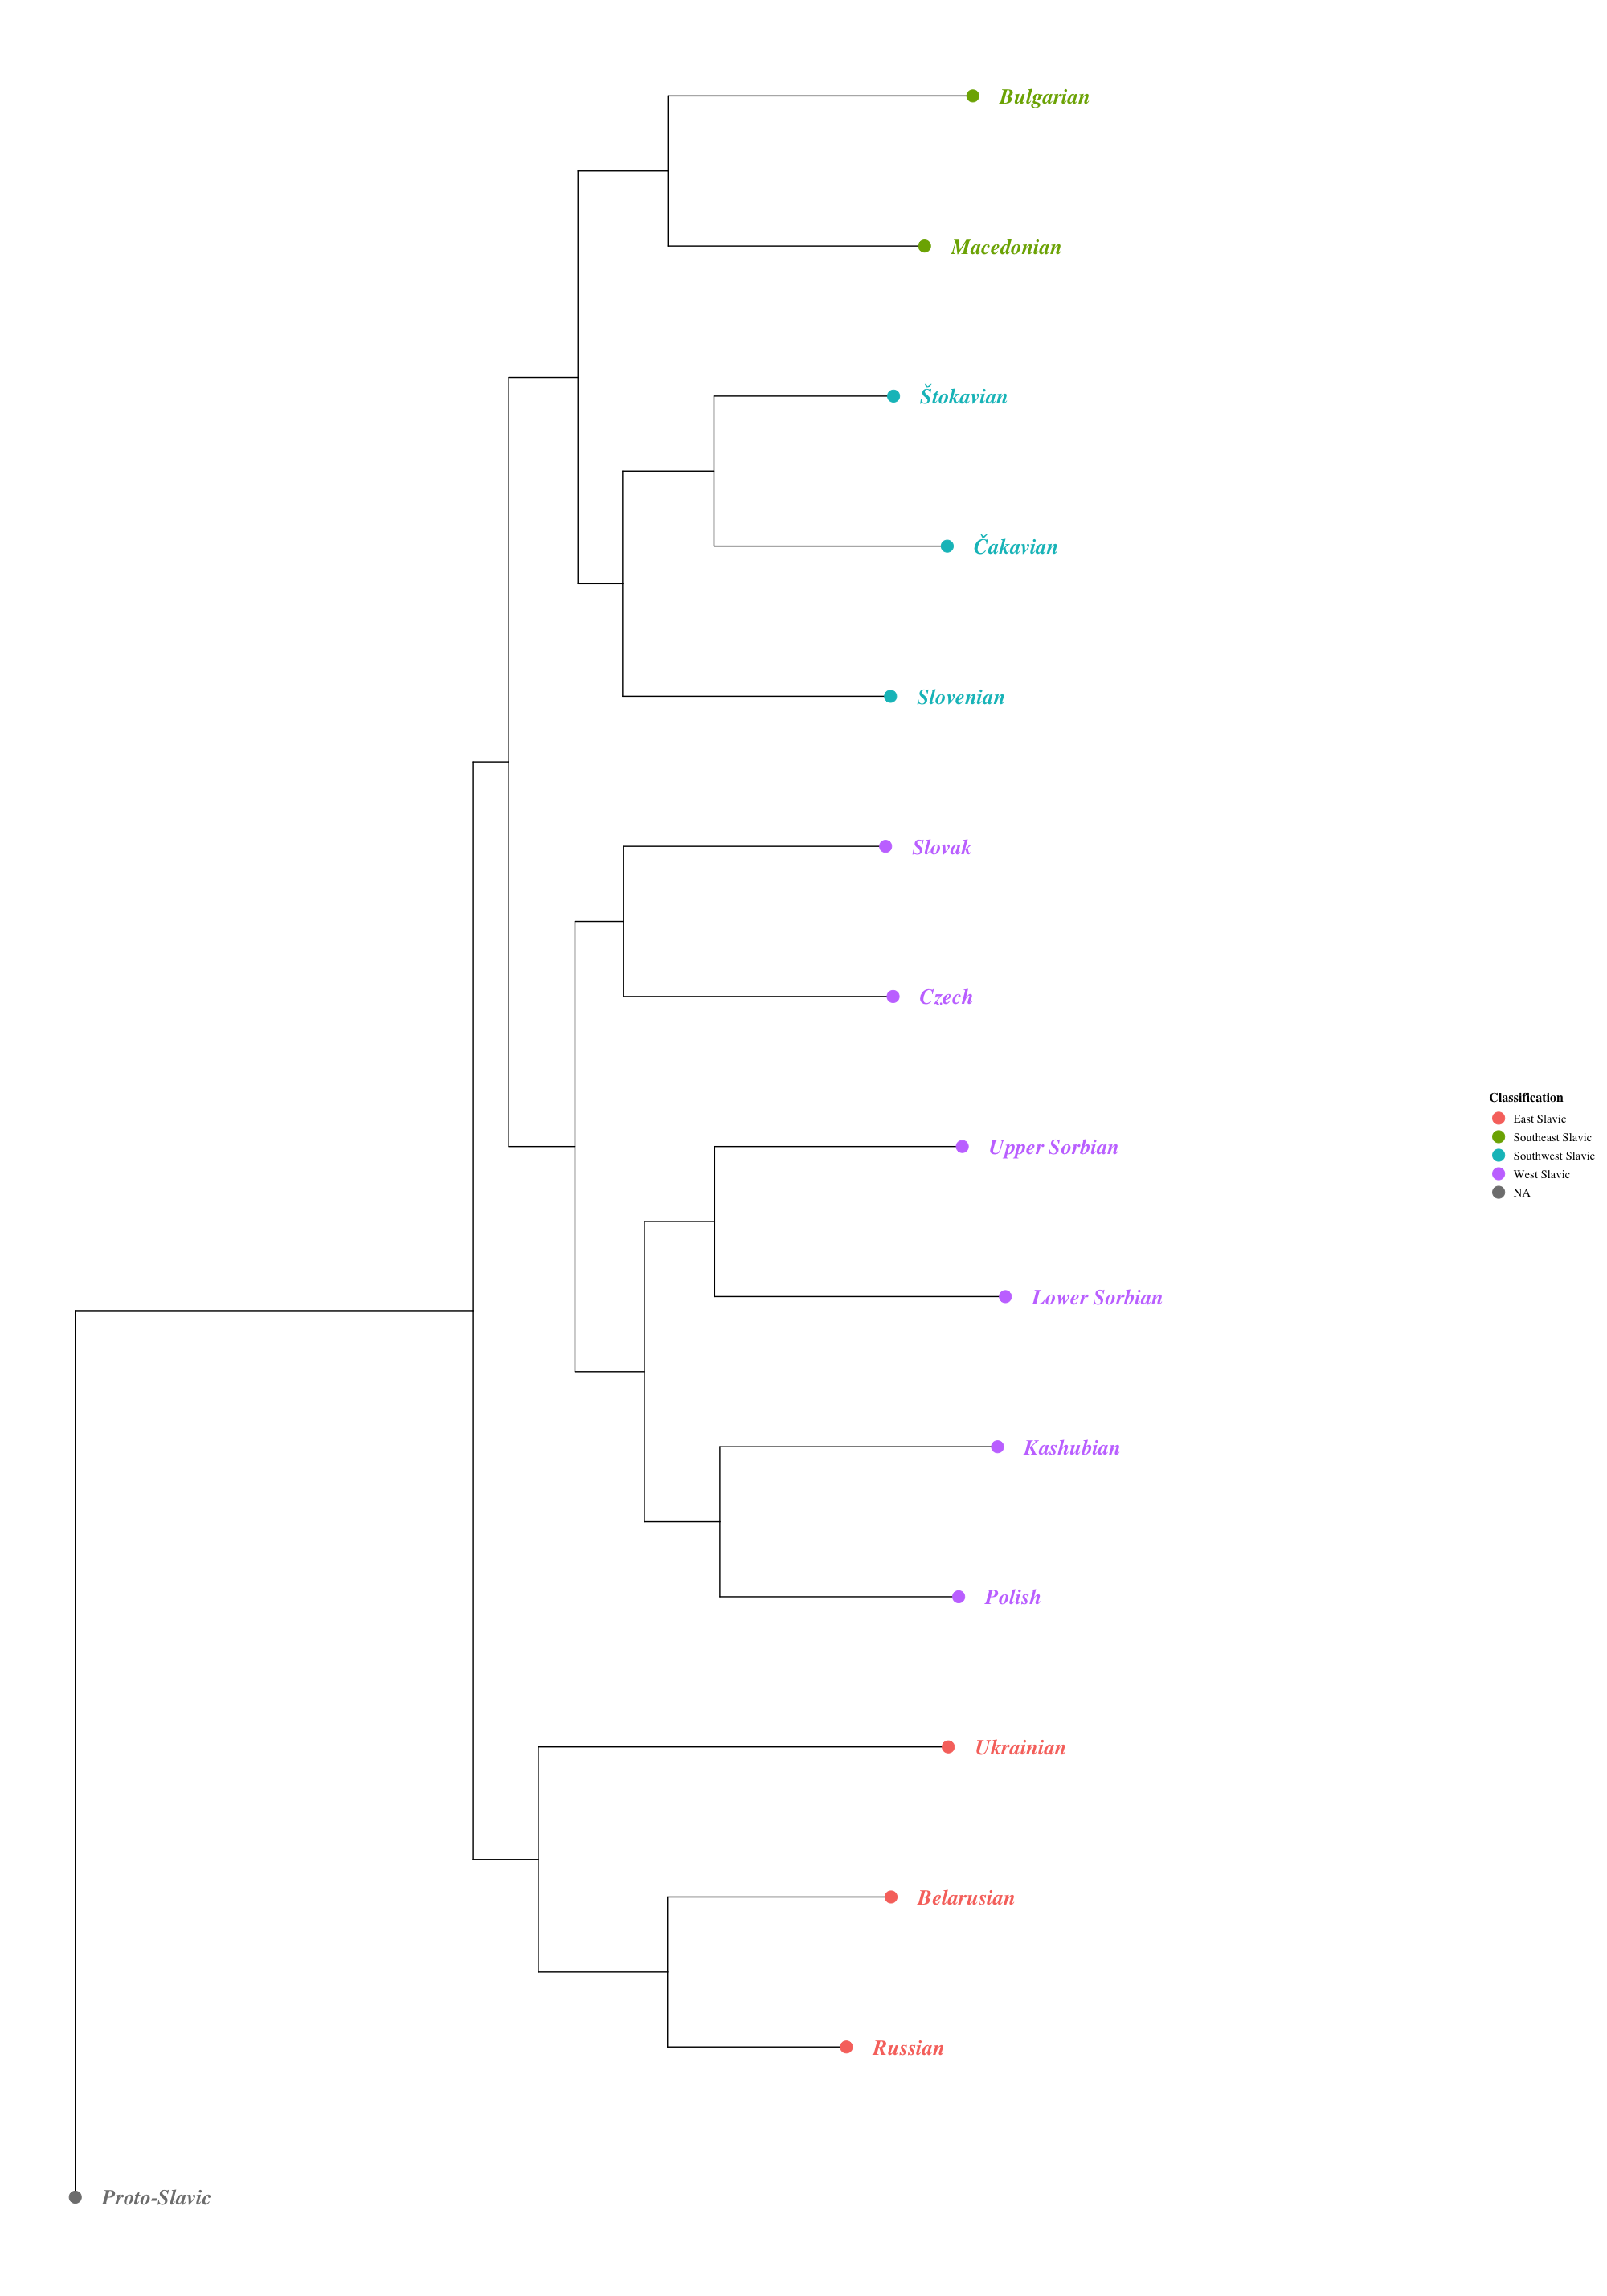 Bulgarian
Macedonian
Štokavian
Čakavian
Slovenian
Slovak
Czech
Upper Sorbian
Lower Sorbian
Kashubian
Polish
Ukrainian
Belarusian
Russian
Proto-Slavic
Classification
East Slavic
Southeast Slavic
Southwest Slavic
West Slavic
NA